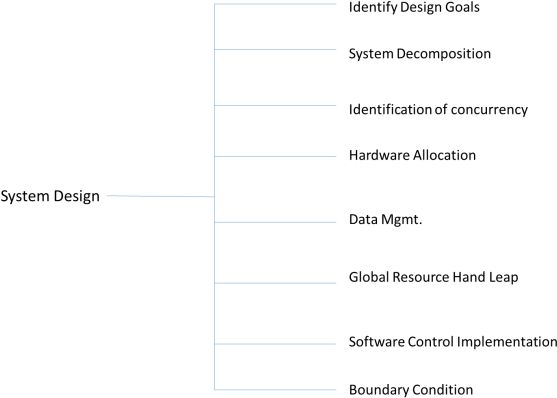 Identify Design Goals
System Decomposition
Identification of concurrency
Hardware Allocation
System Design
Data Mgmt.
Global Resource Hand Leap
Software Control Implementation
Boundary Condition